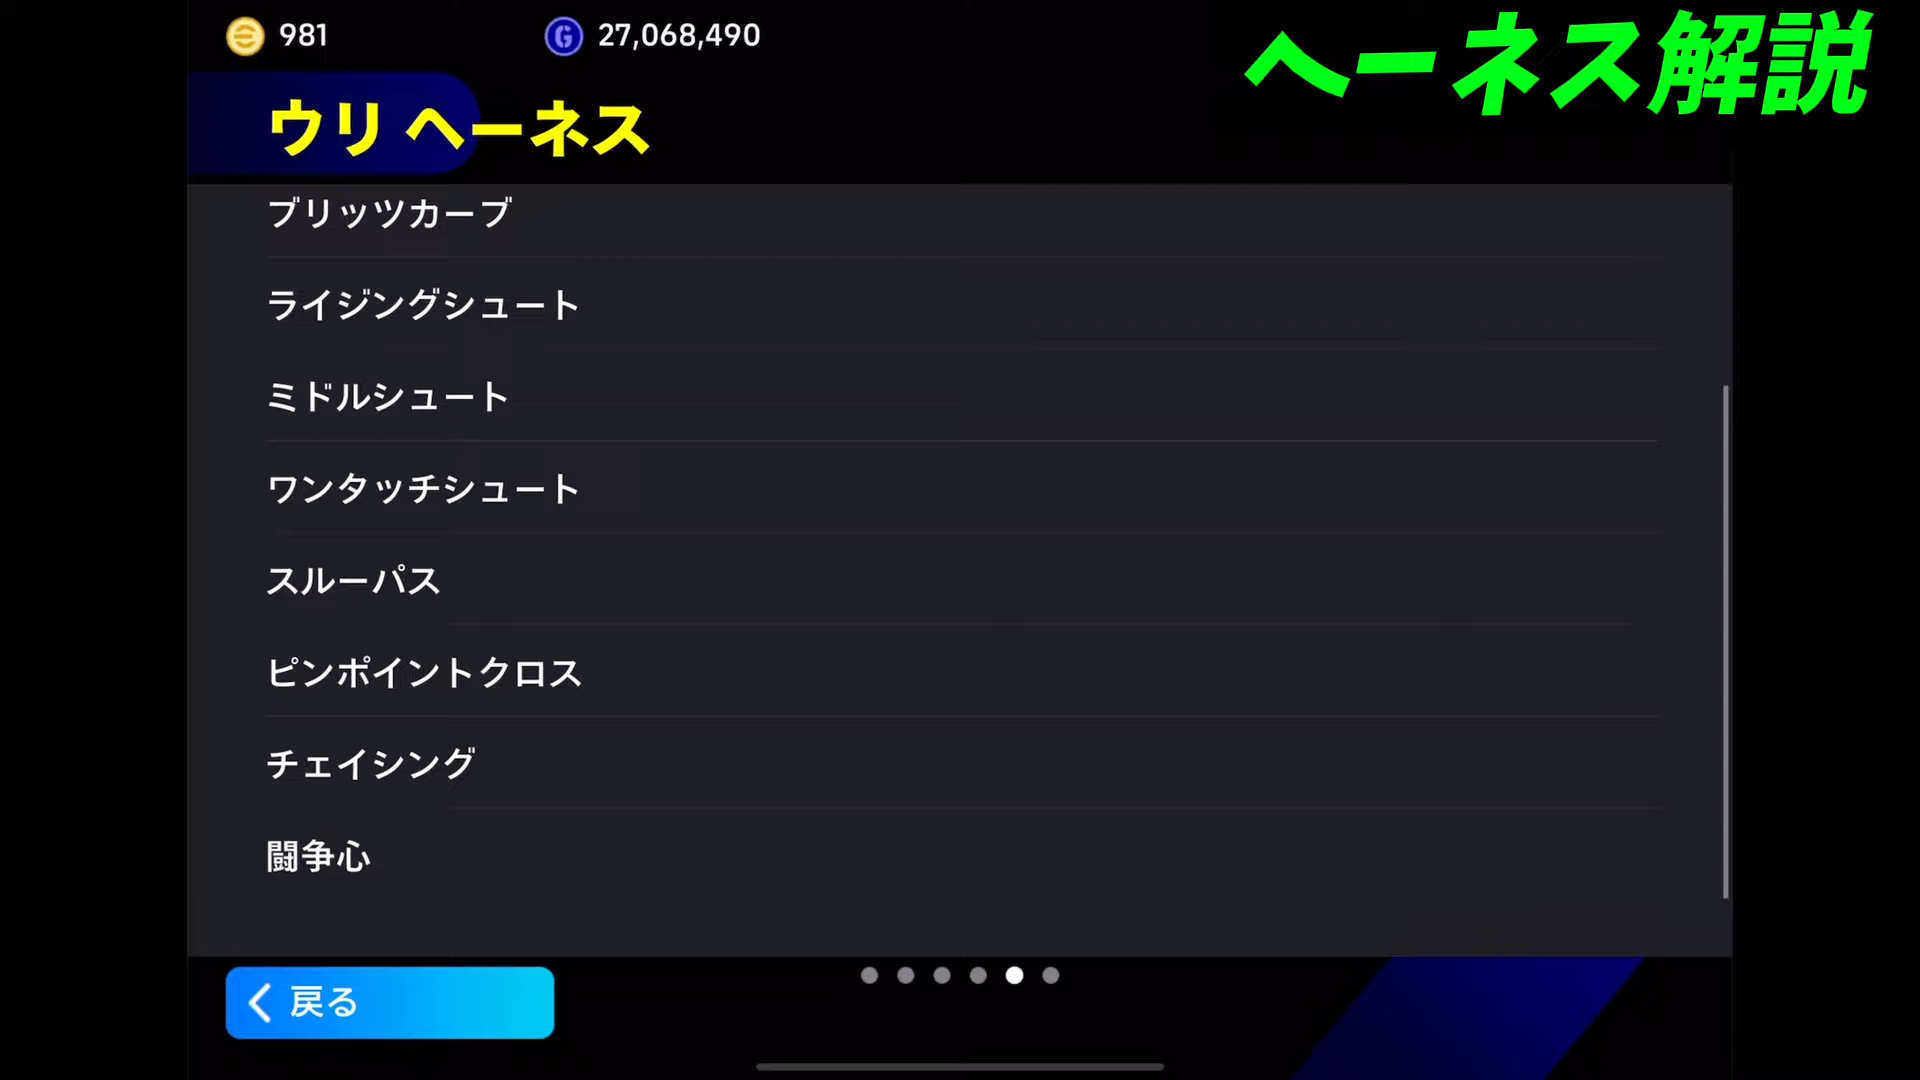 981
27,068,490
ヘーネス解説
ウリ ヘーネス
ブリッツカーブ
ライジングシュート
ミドルシュート
ワンタッチシュート
スルーパス
ピンポイントクロス
チェイシング
闘争心
戻る